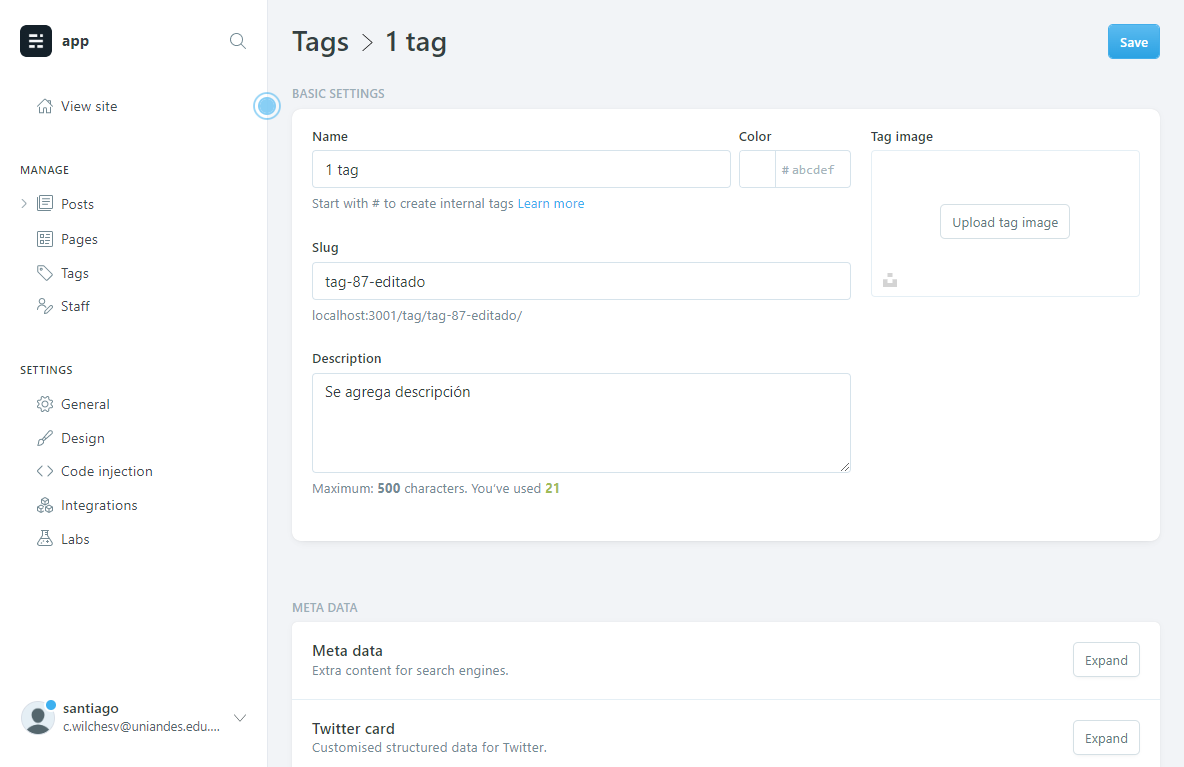 app
View site
MANAGE
Posts
Pages
Tags
Staff
SETTINGS
General
Design
Code injection
Integrations
Labs
santiago
c.wilchesv@uniandes.edu....
Tags > 1 tag
Save
BASIC SETTINGS
Name
1 tag
Start with # to create internal tags Learn more
Color
# abcdef
Tag image
Upload tag image
Slug
tag-87-editado
localhost:3001/tag/tag-87-editado/
Description
Se agrega descripción
Maximum: 500 characters. You've used 21
META DATA
Meta data
Extra content for search engines.
Expand
Twitter card
Customised structured data for Twitter.
Expand